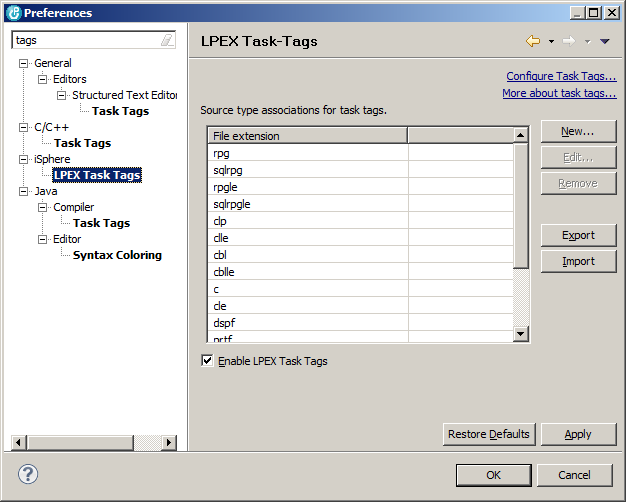 Preferences
tags
LPEX Task-Tags
General
Editors
Structured Text Editor
Task Tags
C/C++
Task Tags
iSphere
LPEX Task Tags
Java
Compiler
Task Tags
Editor
Syntax Coloring
Configure Task Tags...
More about task tags...
Source type associations for task tags.
File extension
rpg
sqlrpg
rpgle
sqlrpgle
clp
clle
cbl
cblle
c
cle
dspf
prtf
New...
Edit...
Remove
Export
Import
Enable LPEX Task Tags
Restore Defaults
Apply
?
OK
Cancel